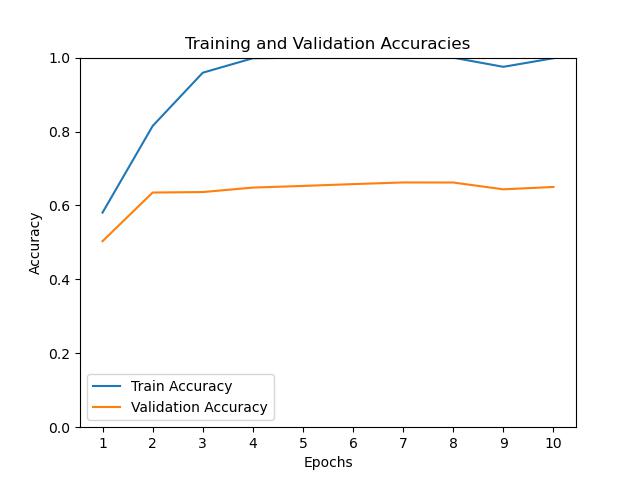 Training and Validation Accuracies
1.0
0.8
0.6
0.4
0.2
0.0
Accuracy
Train Accuracy
Validation Accuracy
1 2 3 4 5 6 7 8 9 10
Epochs